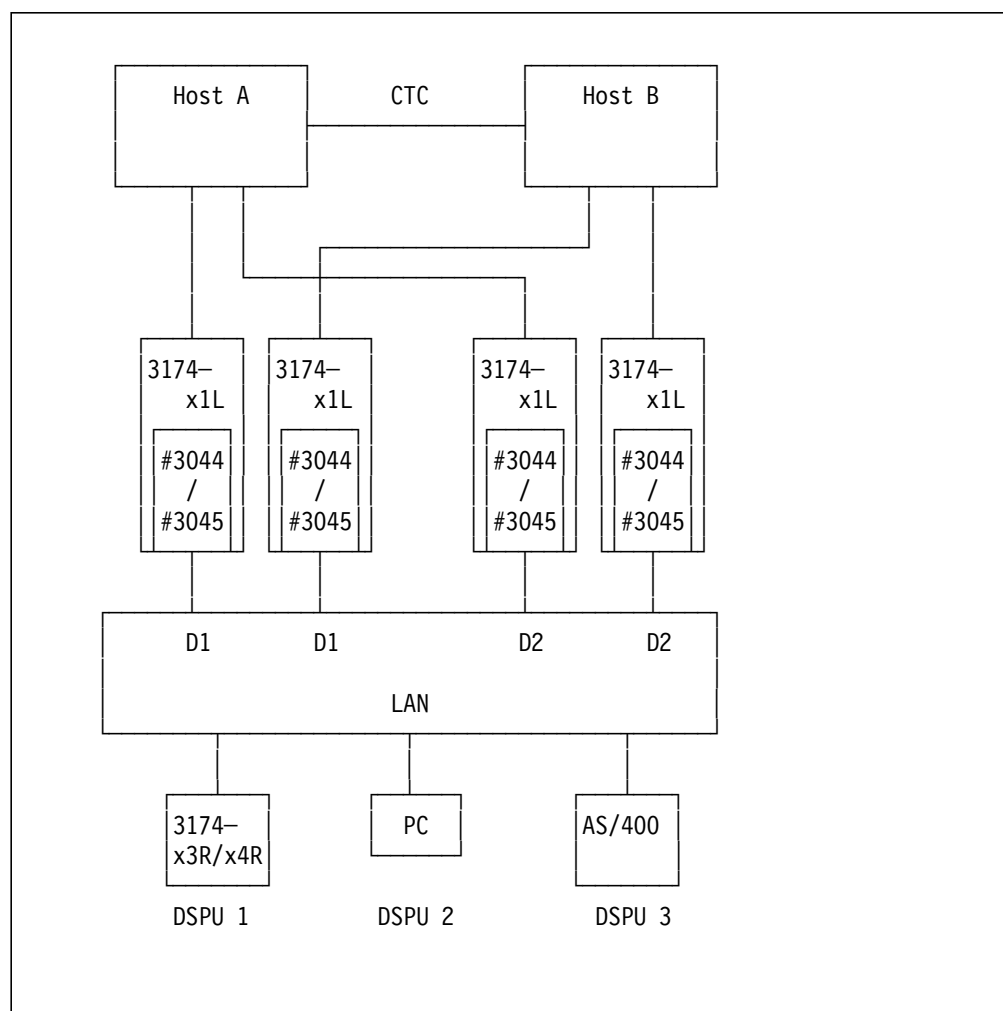 Host A CTC Host B
3174– 3174– 3174– 3174–
x1L x1L x1L x1L
#3044 #3044 #3044 #3044
/ / / /
#3045 #3045 #3045 #3045
D1 D1 D2 D2
LAN
3174– PC AS/400
x3R/x4R
DSPU 1 DSPU 2 DSPU 3